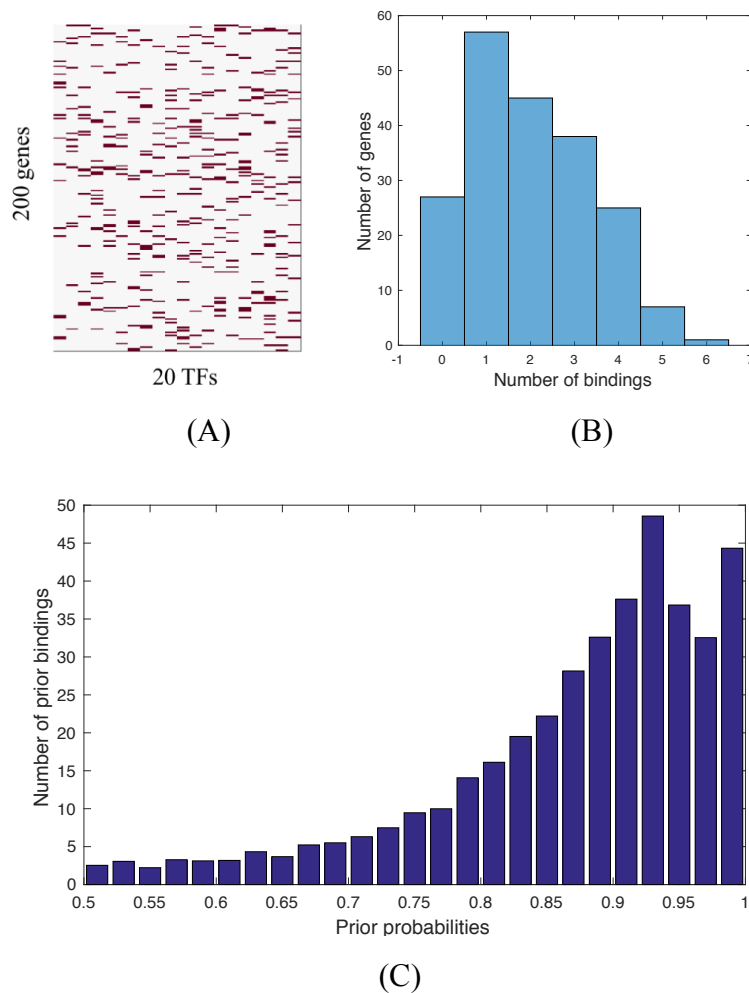 200 genes
20 TFs
(A)
60
50
40
30
20
10
0
Number of genes
-1 0 1 2 3 4 5 6 7
Number of bindings
(B)
50
45
40
35
30
25
20
15
10
5
0
Number of prior bindings
0.5 0.55 0.6 0.65 0.7 0.75 0.8 0.85 0.9 0.95 1
Prior probabilities
(C)